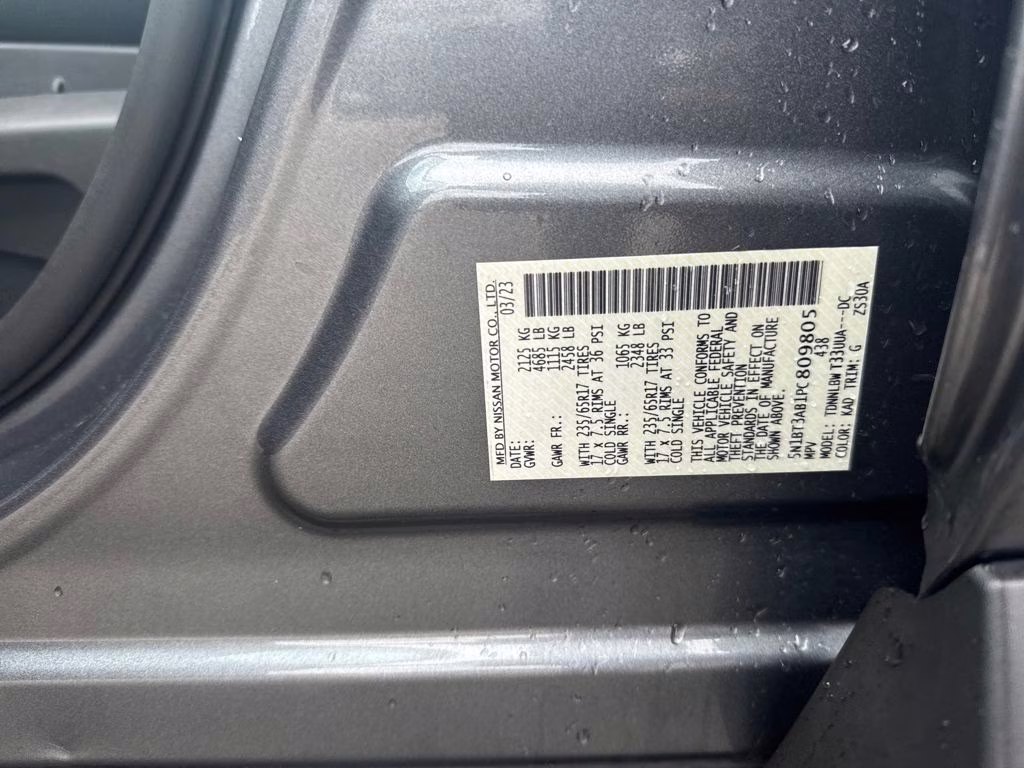 MFD BY NISSAN MOTOR CO., LTD.
DATE: 03/23
GVWR: 2125 KG
4685 LB
GAWR FR.: 1115 KG
2458 LB
WITH 235/65R17 TIRES
17 x 7.5 RIMS AT 36 PSI
COLD SINGLE
GAWR RR.: 1065 KG
2348 LB
WITH 235/65R17 TIRES
17 x 7.5 RIMS AT 33 PSI
COLD SINGLE
THIS VEHICLE CONFORMS TO
ALL APPLICABLE FEDERAL
MOTOR VEHICLE SAFETY AND
THEFT PREVENTION
STANDARDS IN EFFECT ON
THE DATE OF MANUFACTURE
SHOWN ABOVE.
5N1BT3AB1PC809805
MPV 438
MODEL: TDNNLBW T33UUA---DC
COLOR: KAD TRIM: G ZS30A